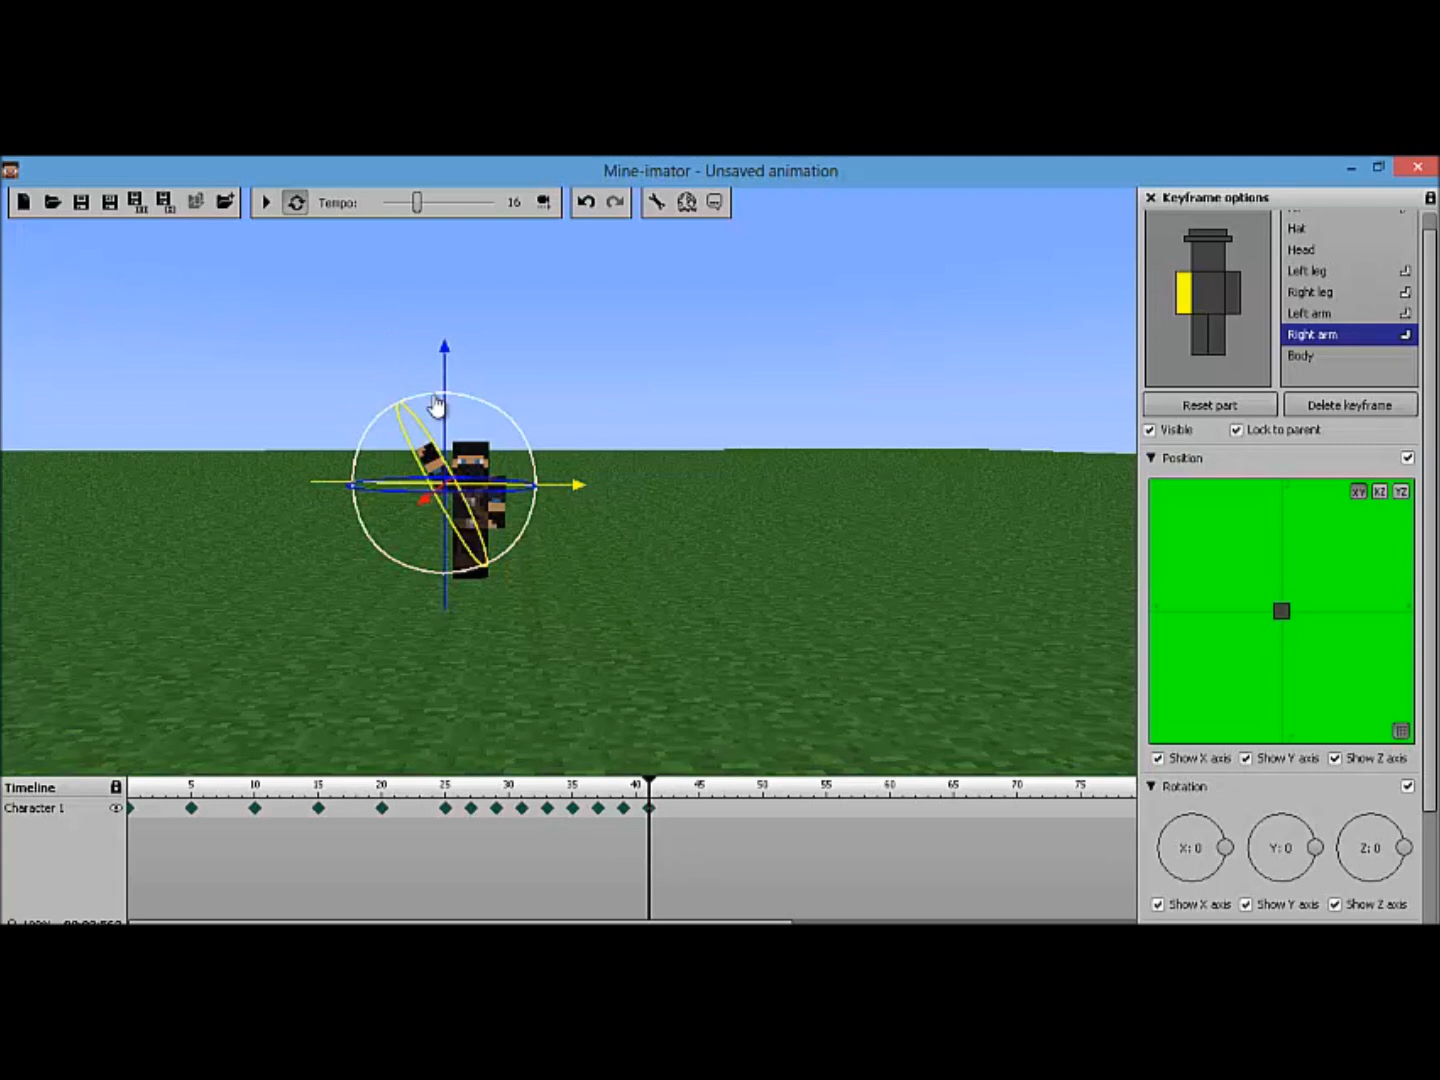 Mine-imator - Unsaved animation
Tempo: 16
Keyframe options
Hat
Head
Left leg
Right leg
Left arm
Right arm
Body
Reset part
Delete keyframe
Visible
Lock to parent
Position
XY XZ YZ
Show X axis Show Y axis Show Z axis
Rotation
X: 0 Y: 0 Z: 0
Show X axis Show Y axis Show Z axis
Timeline
5 10 15 20 25 30 35 40 45 50 55 60 65 70 75
Character 1